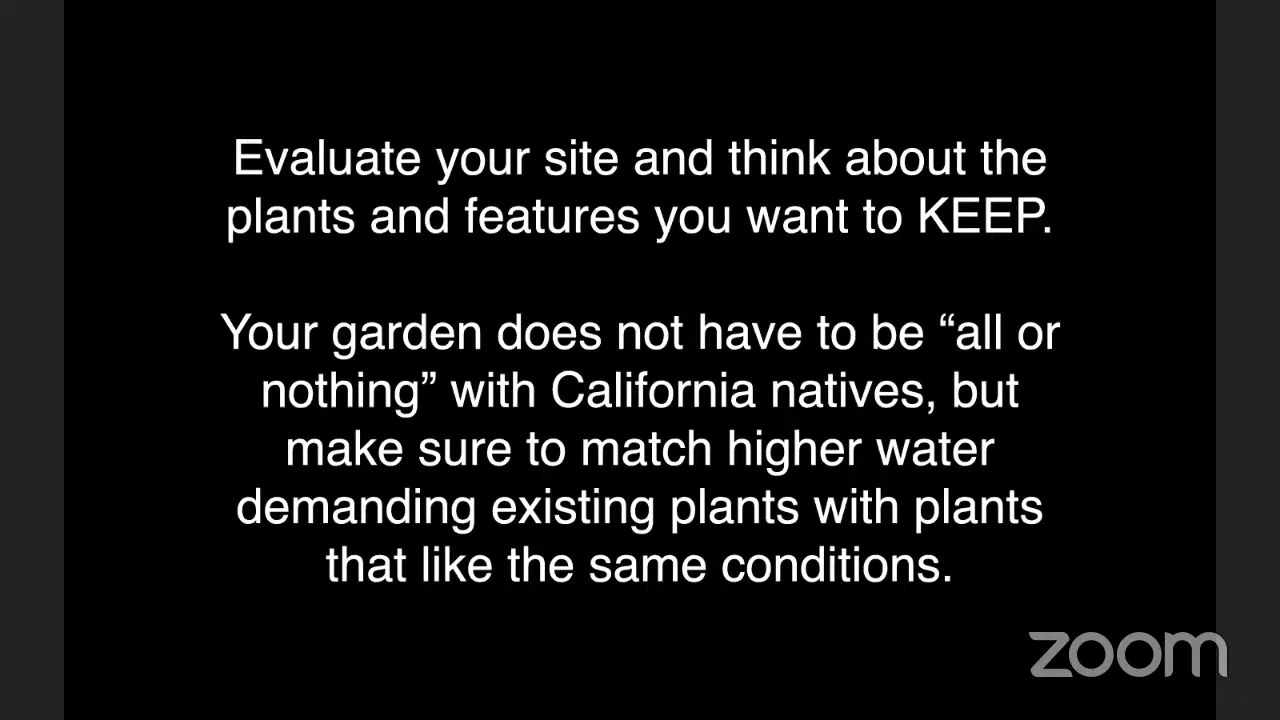 Evaluate your site and think about the
plants and features you want to KEEP.
Your garden does not have to be “all or
nothing” with California natives, but
make sure to match higher water
demanding existing plants with plants
that like the same conditions.
zoom